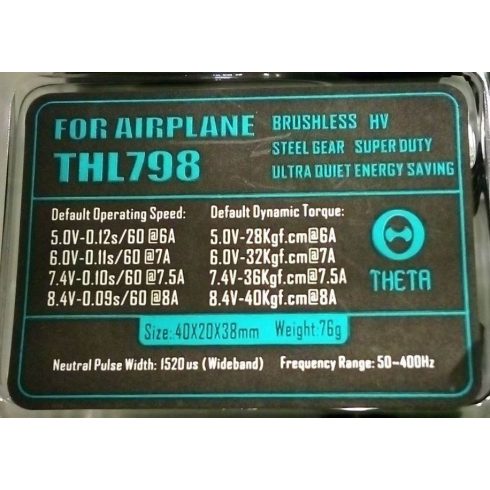 FOR AIRPLANE
THL798
BRUSHLESS HV
STEEL GEAR SUPER DUTY
ULTRA QUIET ENERGY SAVING
Default Operating Speed:
5.0V-0.12s/60 @6A
6.0V-0.11s/60 @7A
7.4V-0.10s/60 @7.5A
8.4V-0.09s/60 @8A
Default Dynamic Torque:
5.0V-28Kgf.cm@6A
6.0V-32Kgf.cm@7A
7.4V-36Kgf.cm@7.5A
8.4V-40Kgf.cm@8A
THETA
Size: 40X20X38mm Weight:76g
Neutral Pulse Width: 1520us (Wideband) Frequency Range: 50~400Hz